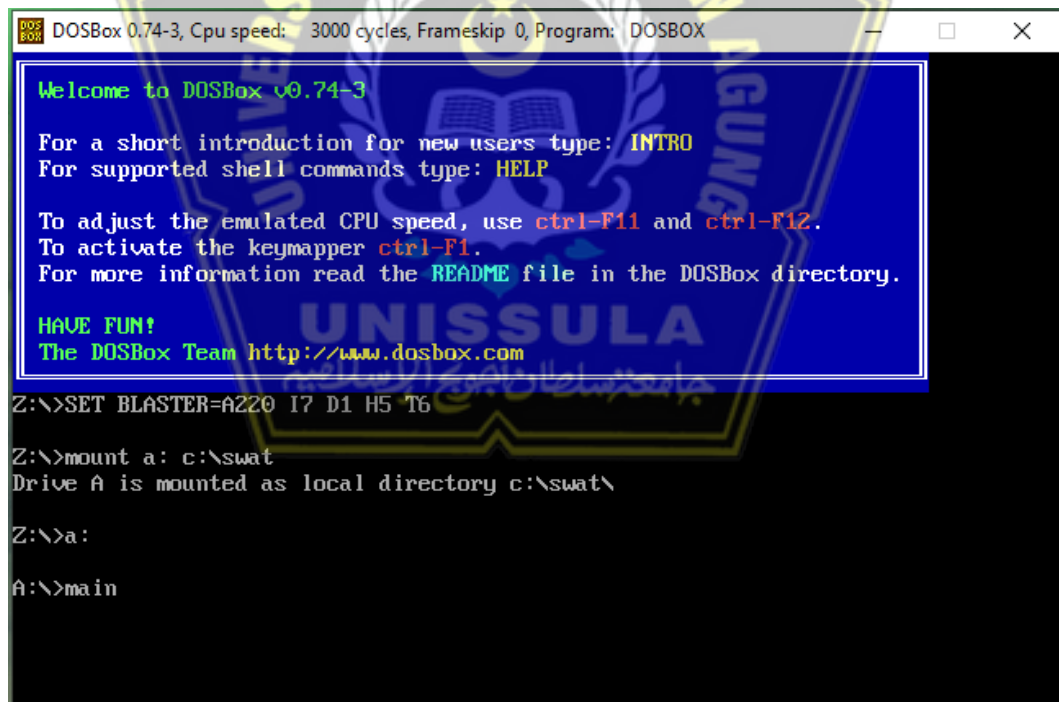 DOSBox 0.74-3, Cpu speed: 3000 cycles, Frameskip 0, Program: DOSBOX
Welcome to DOSBox v0.74-3
For a short introduction for new users type: INTRO
For supported shell commands type: HELP
To adjust the emulated CPU speed, use ctrl-F11 and ctrl-F12.
To activate the keymapper ctrl-F1.
For more information read the README file in the DOSBox directory.
HAVE FUN!
The DOSBox Team http://www.dosbox.com
UNISSULA
جامعنسلطان أجونج الإسلامية
Z:\>SET BLASTER=A220 I7 D1 H5 T6
Z:\>mount a: c:\swat
Drive A is mounted as local directory c:\swat\
Z:\>a:
A:\>main